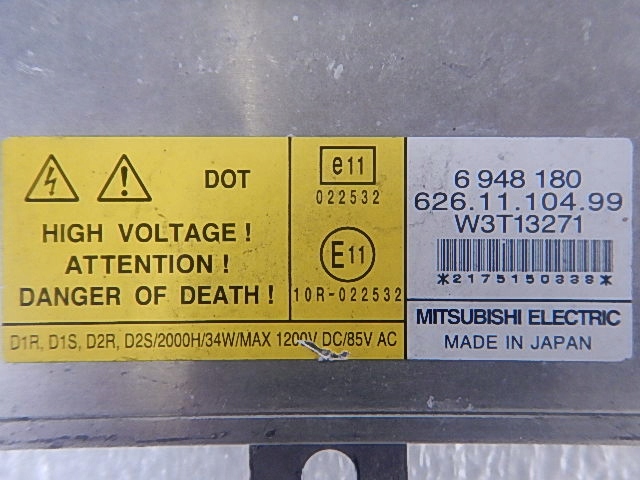 DOT
HIGH VOLTAGE !
ATTENTION !
DANGER OF DEATH !
e11
022532
E11
10R-022532
D1R, D1S, D2R, D2S/2000H/34W/MAX 1200V DC/85V AC
6 948 180
626.11.104.99
W3T13271
*2175150338*
MITSUBISHI ELECTRIC
MADE IN JAPAN